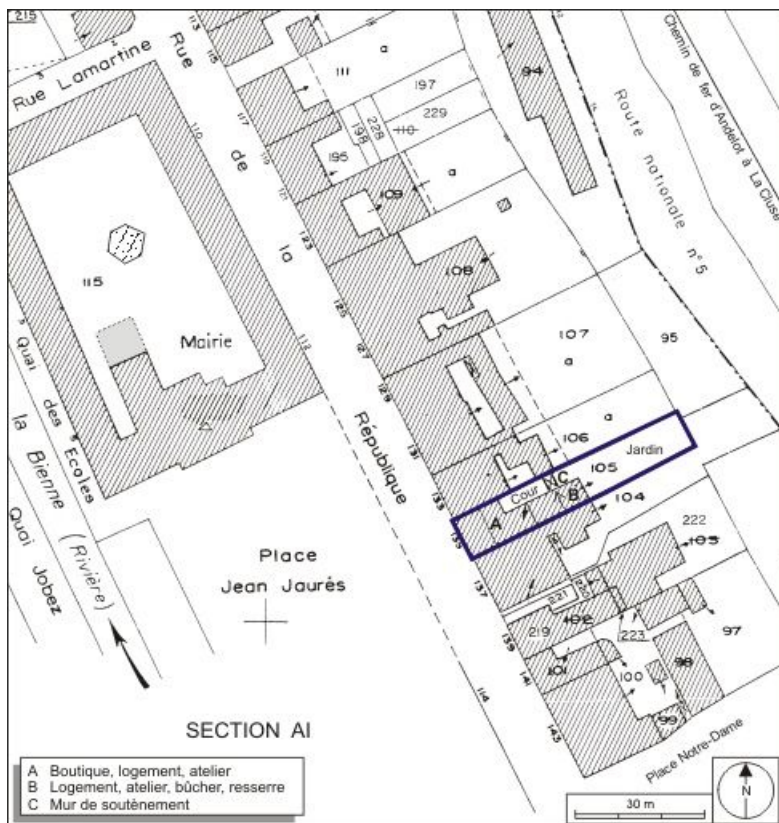 215
Rue Lamartine
Rue
de
la
République
113
115
117
119
121
123
125
127
129
131
133
135
137
139
141
143
110
112
114
111
a
197
229
110
228
198
195
109
a
94
108
107
a
95
106
a
Jardin
105
104
A
Cour
C
B
222
103
221
220
219
102
223
97
101
100
98
99
115
Mairie
Quai des Ecoles
la Bienne (Rivière)
Quai Jobez
Place
Jean Jaurés
Route nationale n°5
Chemin de fer d'Andelot à La Cluse
Place Notre-Dame
SECTION AI
A Boutique, logement, atelier
B Logement, atelier, bûcher, resserre
C Mur de soutènement
30 m
N